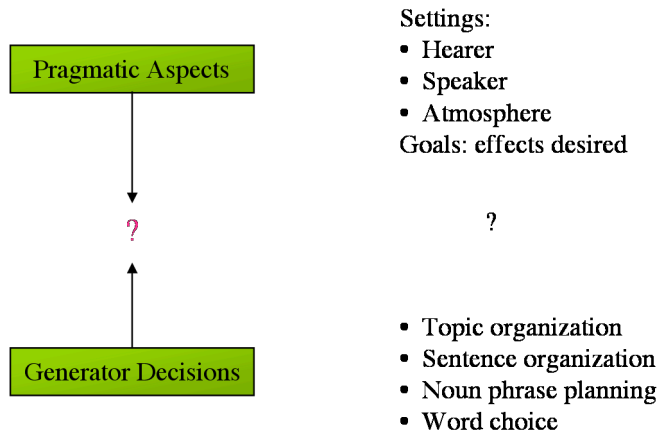 Pragmatic Aspects
?
Generator Decisions
Settings:
• Hearer
• Speaker
• Atmosphere
Goals: effects desired
?
• Topic organization
• Sentence organization
• Noun phrase planning
• Word choice